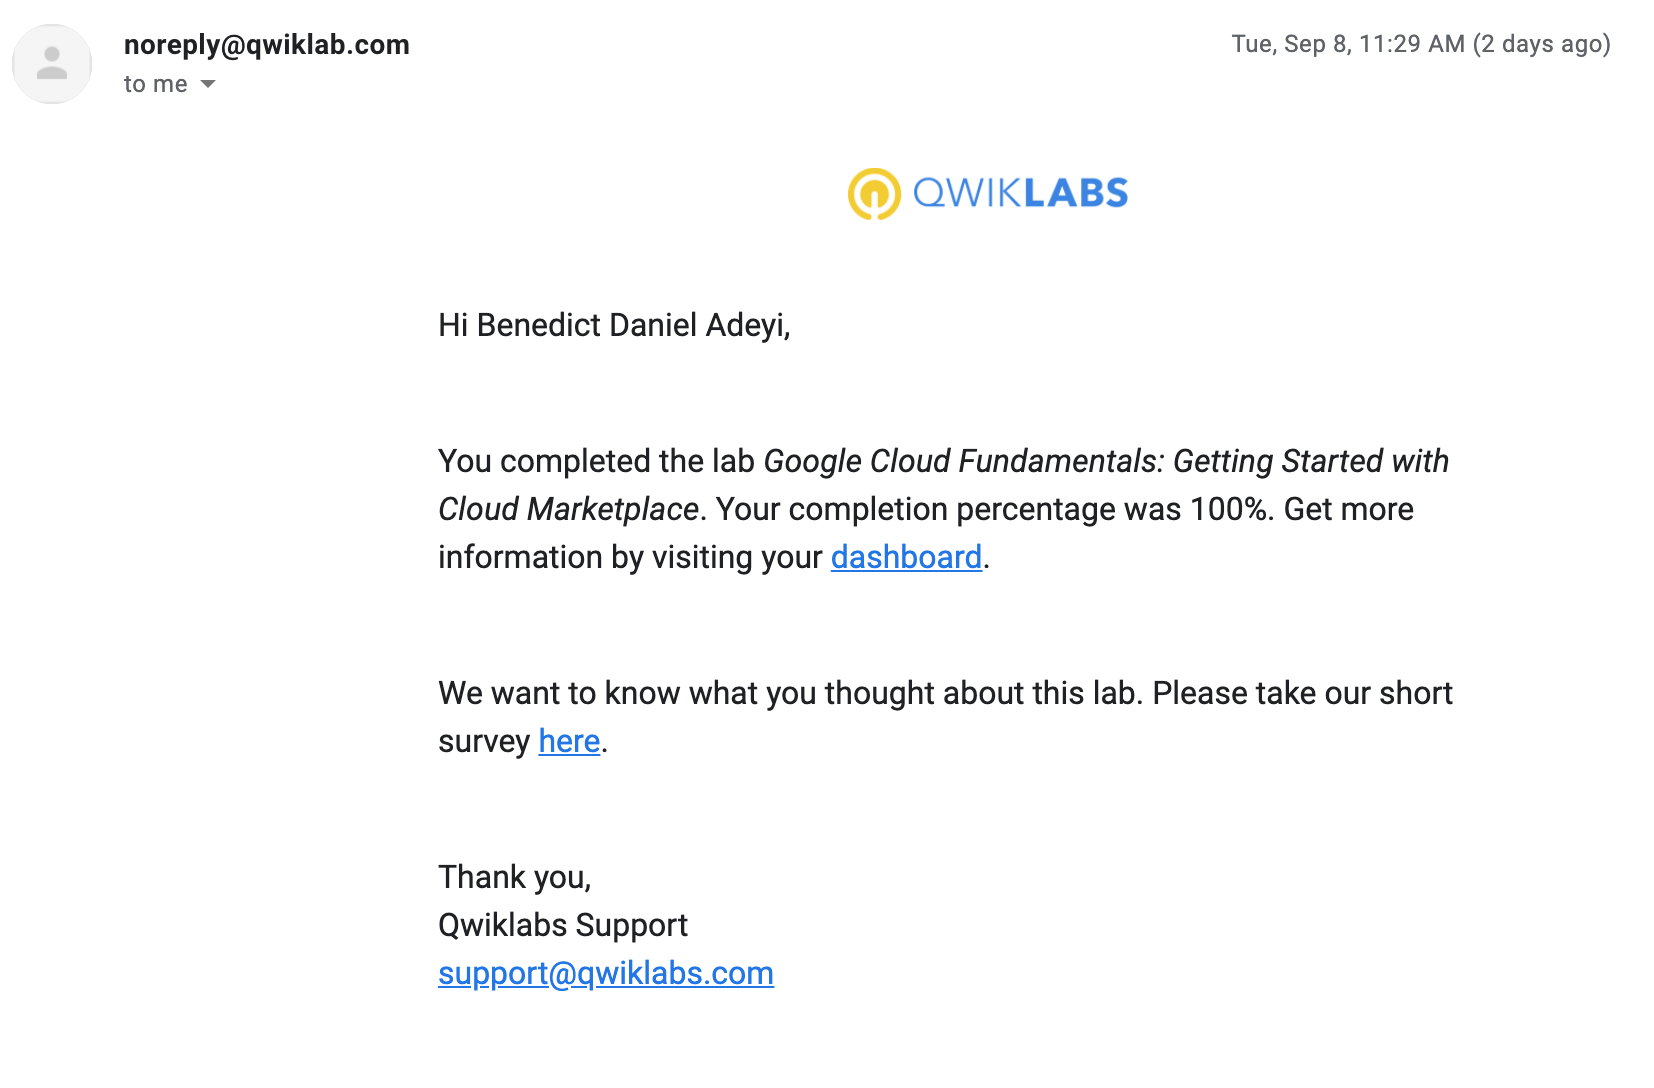 noreply@qwiklab.com
Tue, Sep 8, 11:29 AM (2 days ago)
to me
QWIKLABS
Hi Benedict Daniel Adeyi,
You completed the lab Google Cloud Fundamentals: Getting Started with
Cloud Marketplace. Your completion percentage was 100%. Get more
information by visiting your dashboard.
We want to know what you thought about this lab. Please take our short
survey here.
Thank you,
Qwiklabs Support
support@qwiklabs.com